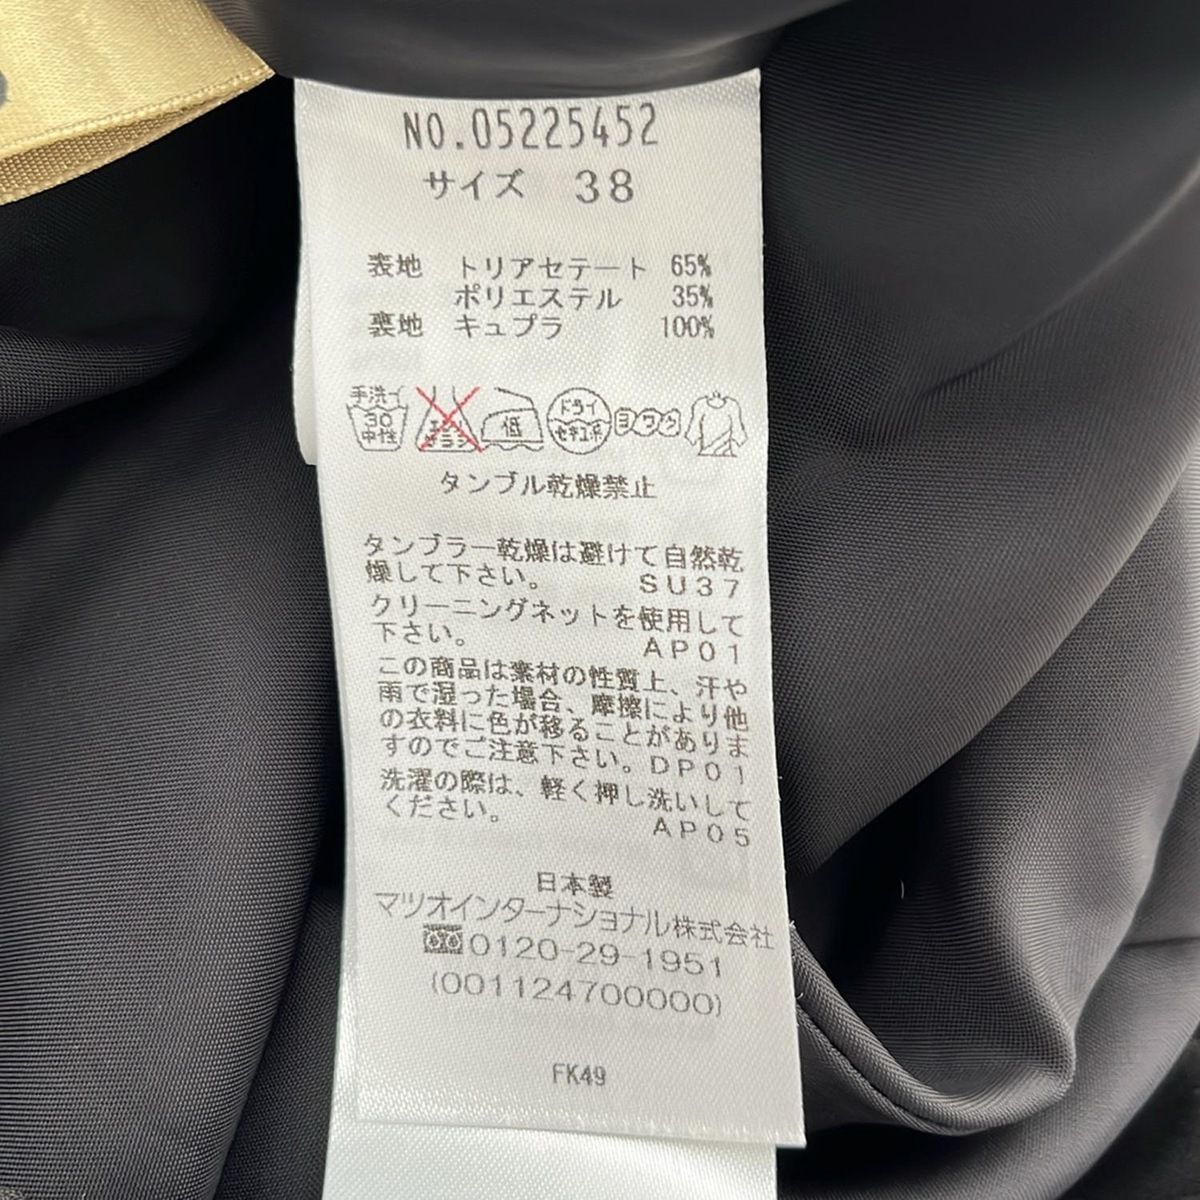 NO.05225452
サイズ 38
表地 トリアセテート 65%
ポリエステル 35%
裏地 キュプラ 100%
手洗イ 30 中性
エンソ サラシ
低
ドライ セキユ系
ヨワク
タンブル乾燥禁止
タンブラー乾燥は避けて自然乾
燥して下さい。 SU37
クリーニングネットを使用して
下さい。 AP01
この商品は素材の性質上、汗や
雨で湿った場合、摩擦により他
の衣料に色が移ることがありま
すのでご注意下さい。DP01
洗濯の際は、軽く押し洗いして
ください。 AP05
日本製
マツオインターナショナル株式会社
0120-29-1951
(001124700000)
FK49